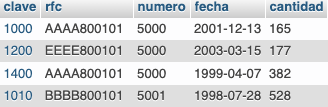 clave rfc numero fecha cantidad
1000 AAAA800101 5000 2001-12-13 165
1200 EEEE800101 5000 2003-03-15 177
1400 AAAA800101 5000 1999-04-07 382
1010 BBBB800101 5001 1998-07-28 528